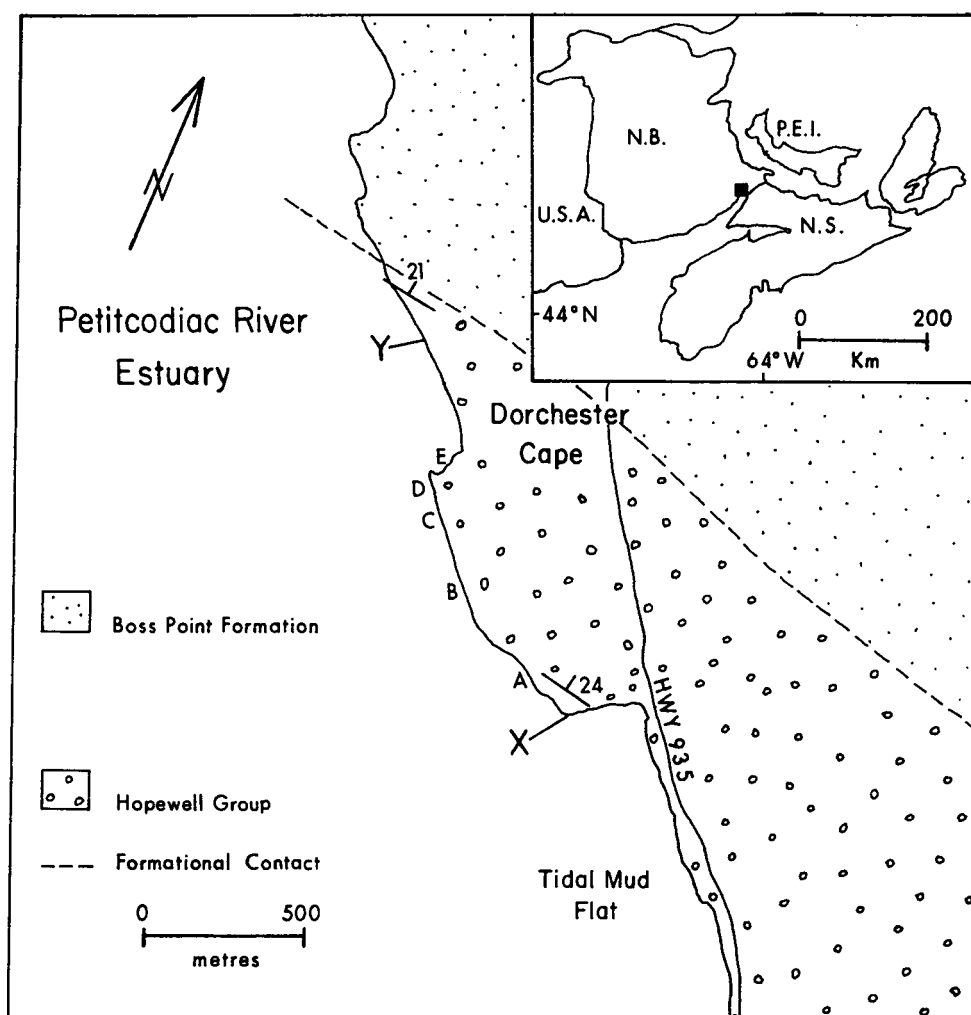 N
Petitcodiac River
Estuary
N.B.
P.E.I.
U.S.A.
N.S.
44°N
0 200
64°W Km
21
Y
Dorchester
Cape
E
D
C
B
A
24
X
HWY 935
Boss Point Formation
Hopewell Group
Formational Contact
0 500
metres
Tidal Mud
Flat